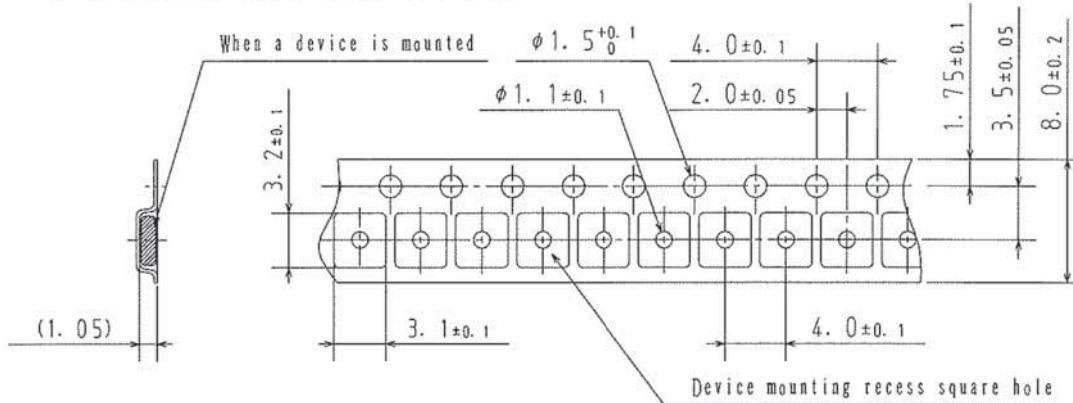 When a device is mounted
φ1.5 +0.1 0
4.0±0.1
φ1.1±0.1
2.0±0.05
1.75±0.1
3.5±0.05
8.0±0.2
3.2±0.1
(1.05)
3.1±0.1
4.0±0.1
Device mounting recess square hole